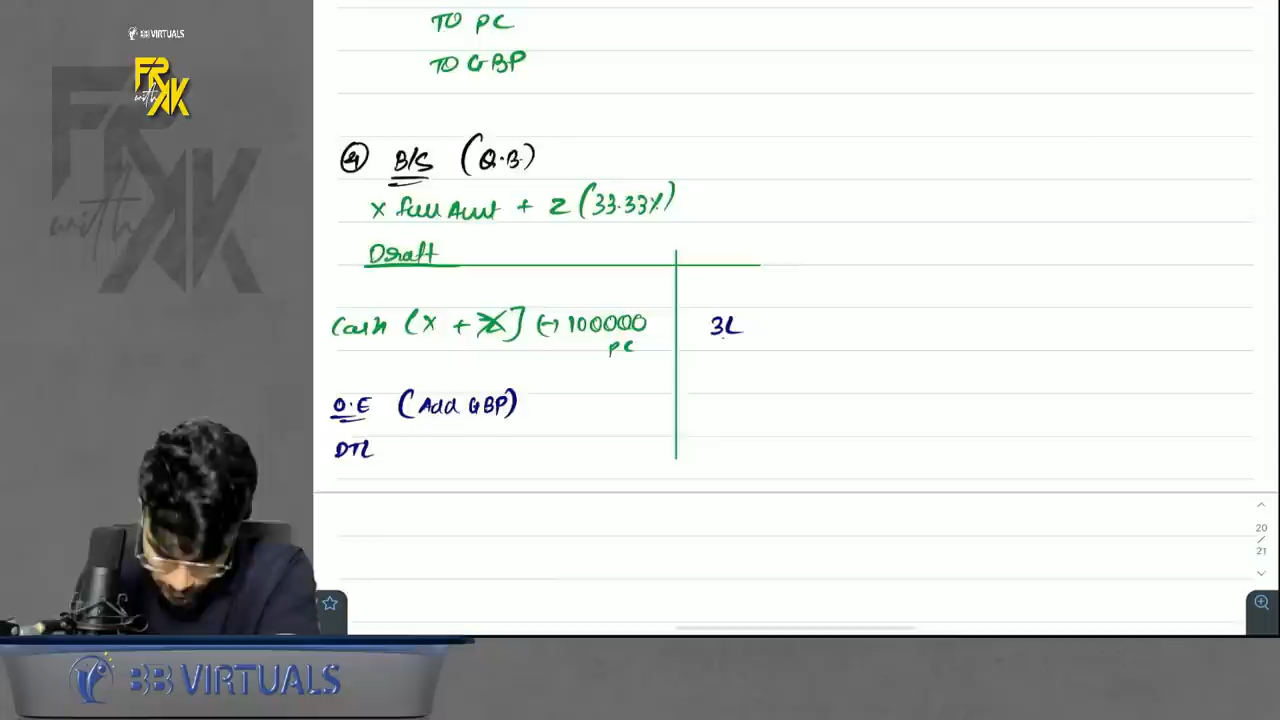 BB VIRTUALS
FR
with KK
TO PC
TO GBP
④ B/S (Q.B.)
X Full Amt + Z (33.33%)
Draft
Cash (X + Z] (-) 100000
PC
3L
O.E (Add GBP)
DTL
20
/
21
BB VIRTUALS